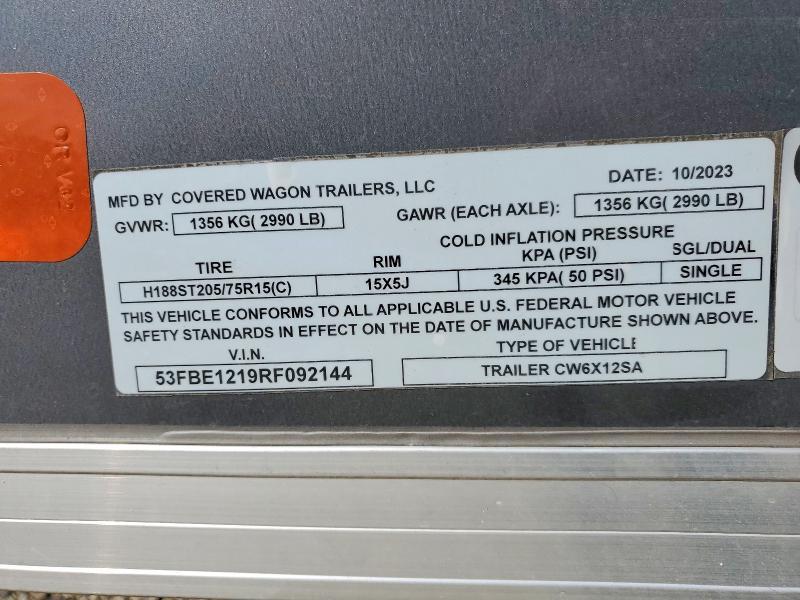 OR V142
MFD BY COVERED WAGON TRAILERS, LLC DATE: 10/2023
GVWR: 1356 KG( 2990 LB) GAWR (EACH AXLE): 1356 KG( 2990 LB)
COLD INFLATION PRESSURE
TIRE RIM KPA (PSI) SGL/DUAL
H188ST205/75R15(C) 15X5J 345 KPA( 50 PSI) SINGLE
THIS VEHICLE CONFORMS TO ALL APPLICABLE U.S. FEDERAL MOTOR VEHICLE
SAFETY STANDARDS IN EFFECT ON THE DATE OF MANUFACTURE SHOWN ABOVE.
V.I.N. TYPE OF VEHICLE
53FBE1219RF092144 TRAILER CW6X12SA